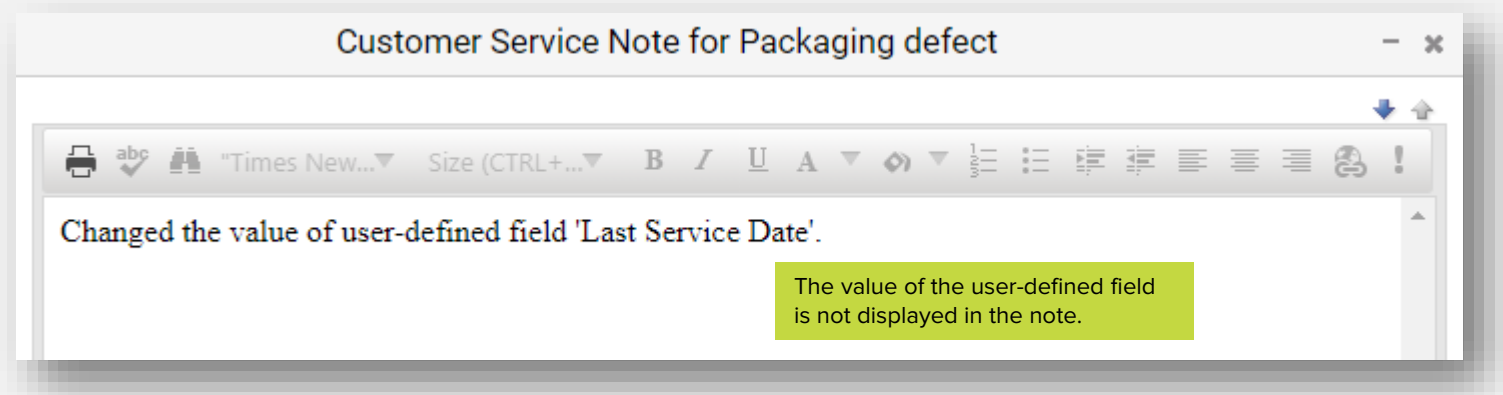 Customer Service Note for Packaging defect
abc "Times New... Size (CTRL+... B I U A
Changed the value of user-defined field 'Last Service Date'.
The value of the user-defined field
is not displayed in the note.